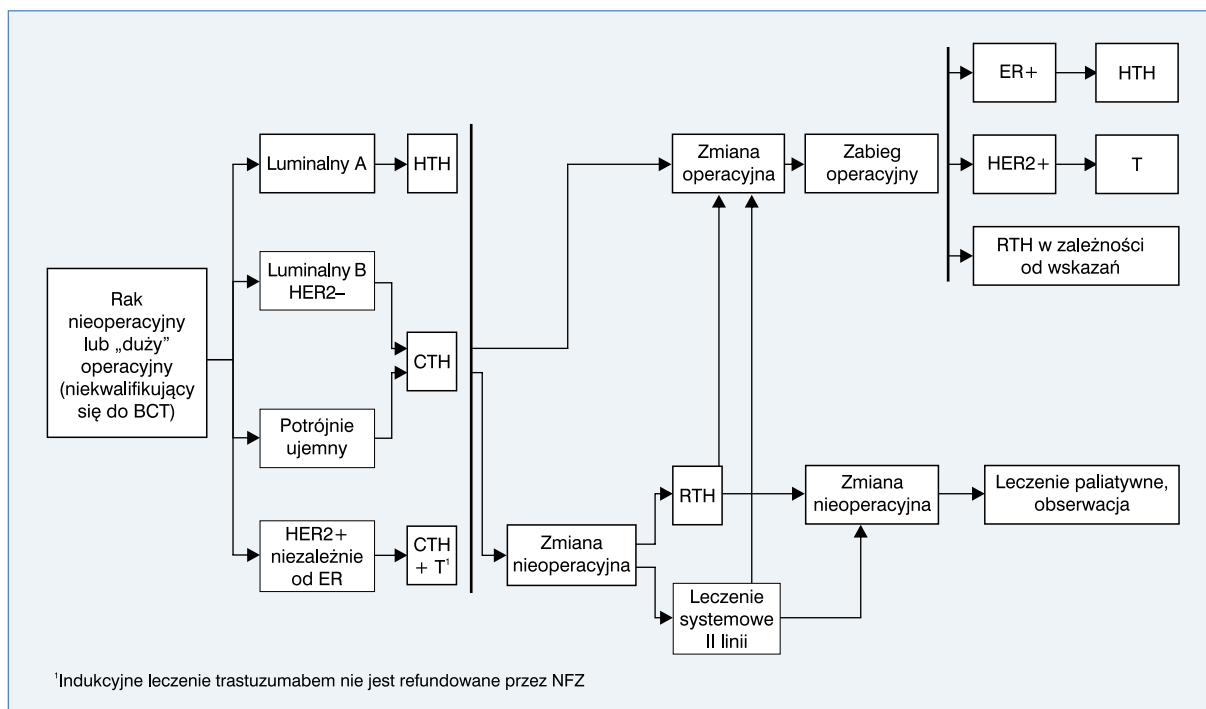 Rak
nieoperacyjny
lub „duży”
operacyjny
(niekwalifikujący
się do BCT)
Luminalny A
HTH
Luminalny B
HER2–
Potrójnie
ujemny
CTH
HER2+
niezależnie
od ER
CTH
+ T¹
Zmiana
operacyjna
Zabieg
operacyjny
ER+
HTH
HER2+
T
RTH w zależności
od wskazań
Zmiana
nieoperacyjna
RTH
Leczenie
systemowe
II linii
Zmiana
nieoperacyjna
Leczenie paliatywne,
obserwacja
¹Indukcyjne leczenie trastuzumabem nie jest refundowane przez NFZ